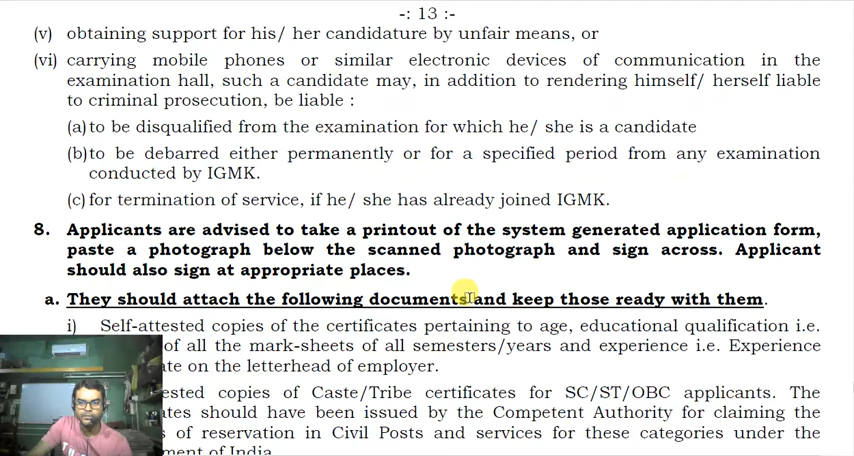 -: 13 :-
(v) obtaining support for his/ her candidature by unfair means, or
(vi) carrying mobile phones or similar electronic devices of communication in the
examination hall, such a candidate may, in addition to rendering himself/ herself liable
to criminal prosecution, be liable :
(a) to be disqualified from the examination for which he/ she is a candidate
(b) to be debarred either permanently or for a specified period from any examination
conducted by IGMK.
(c) for termination of service, if he/ she has already joined IGMK.
8. Applicants are advised to take a printout of the system generated application form,
paste a photograph below the scanned photograph and sign across. Applicant
should also sign at appropriate places.
a. They should attach the following documents and keep those ready with them.
i) Self-attested copies of the certificates pertaining to age, educational qualification i.e.
of all the mark-sheets of all semesters/years and experience i.e. Experience
on the letterhead of employer.
copies of Caste/Tribe certificates for SC/ST/OBC applicants. The
should have been issued by the Competent Authority for claiming the
of reservation in Civil Posts and services for these categories under the
of India